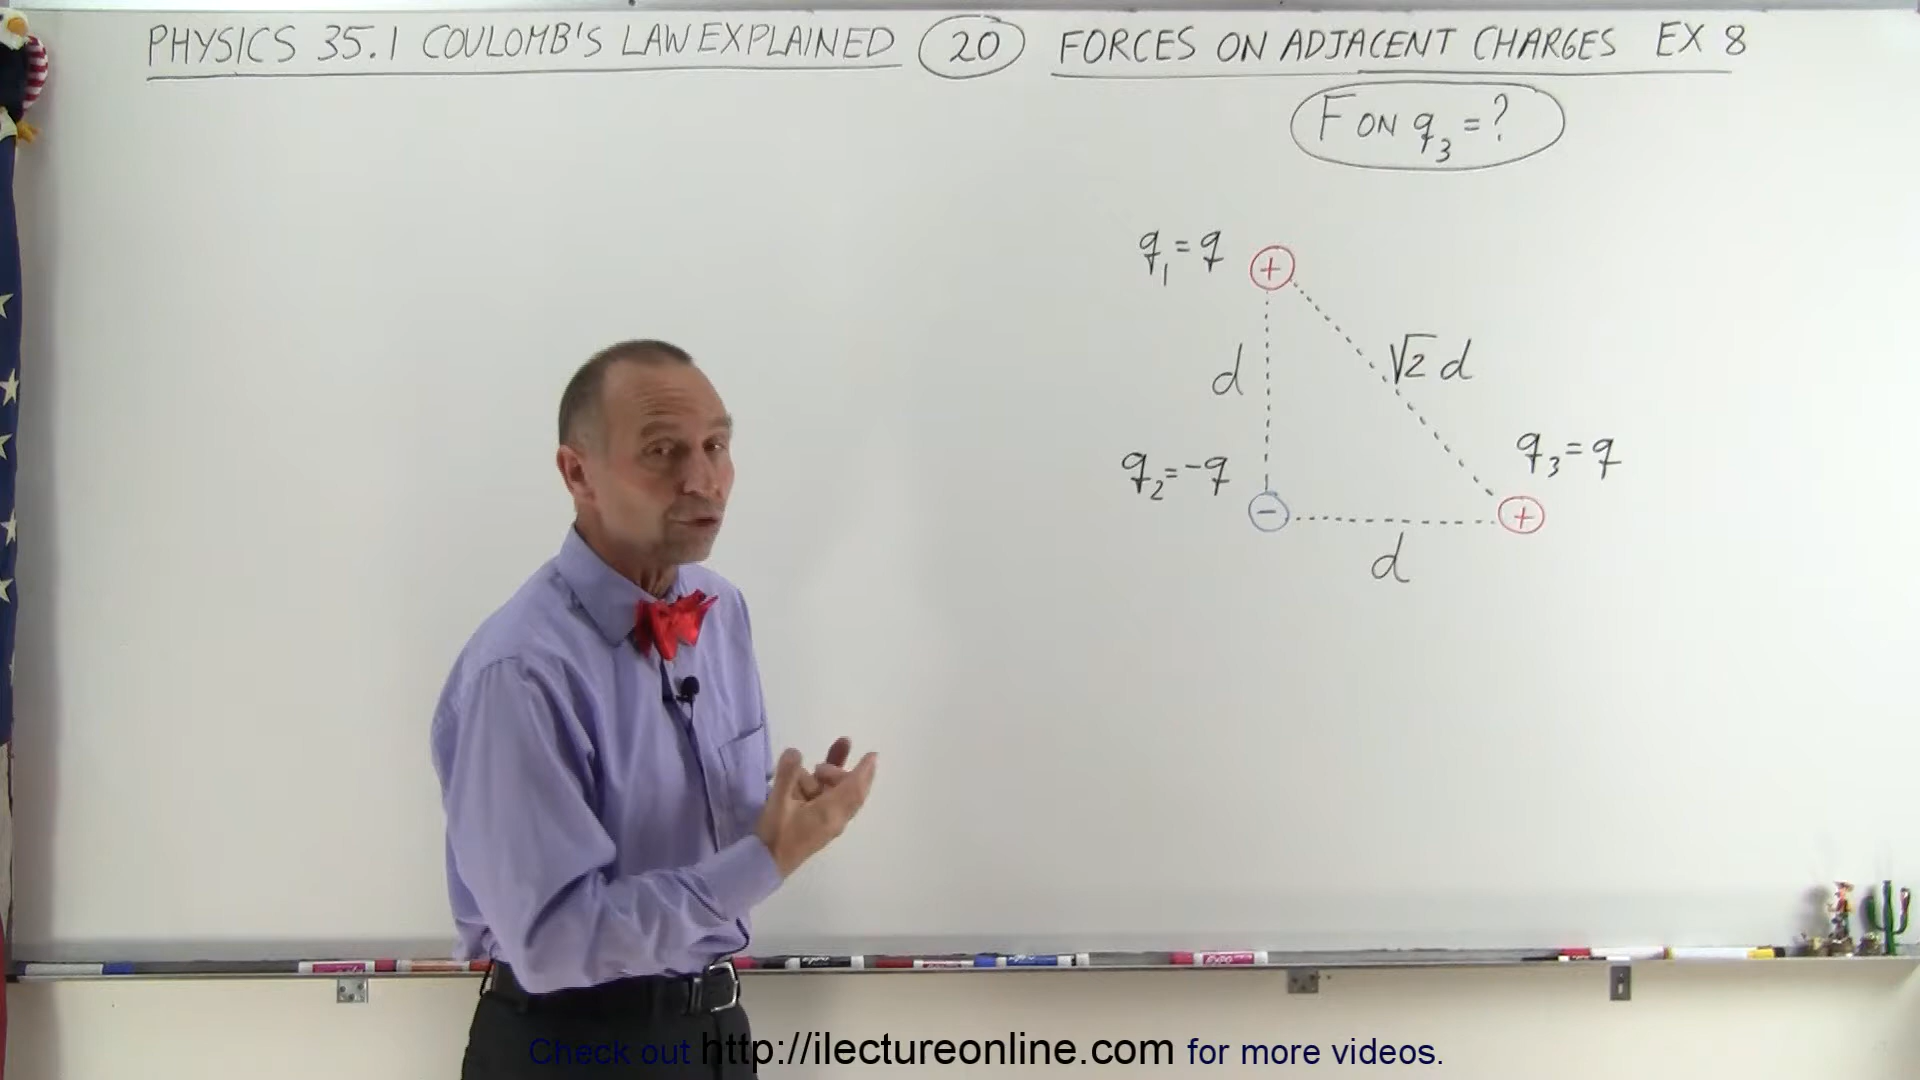 PHYSICS 35.1 COULOMB'S LAW EXPLAINED 20 FORCES ON ADJACENT CHARGES EX 8
F ON q₃ = ?
q₁ = q +
d √2 d
q₃ = q
q₂ = -q - +
d
Check out http://ilectureonline.com for more videos.